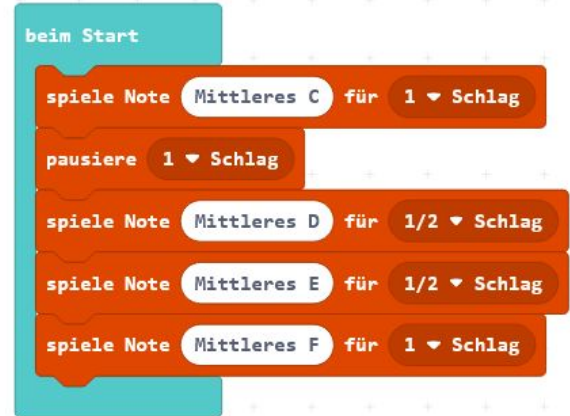 beim Start
spiele Note Mittleres C für 1 Schlag
pausiere 1 Schlag
spiele Note Mittleres D für 1/2 Schlag
spiele Note Mittleres E für 1/2 Schlag
spiele Note Mittleres F für 1 Schlag